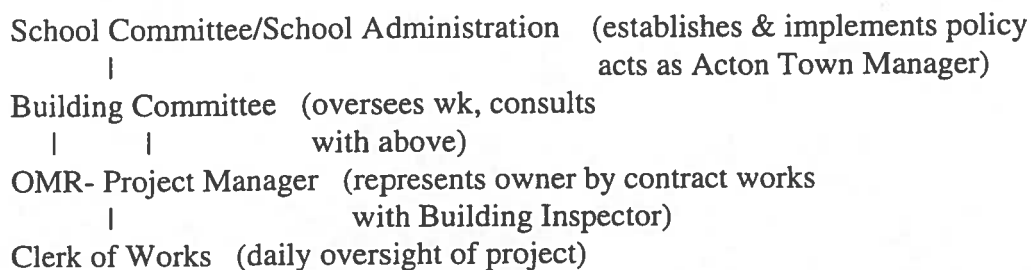 School Committee/School Administration (establishes & implements policy
| acts as Acton Town Manager)
Building Committee (oversees wk, consults
| | with above)
OMR- Project Manager (represents owner by contract works
| with Building Inspector)
Clerk of Works (daily oversight of project)